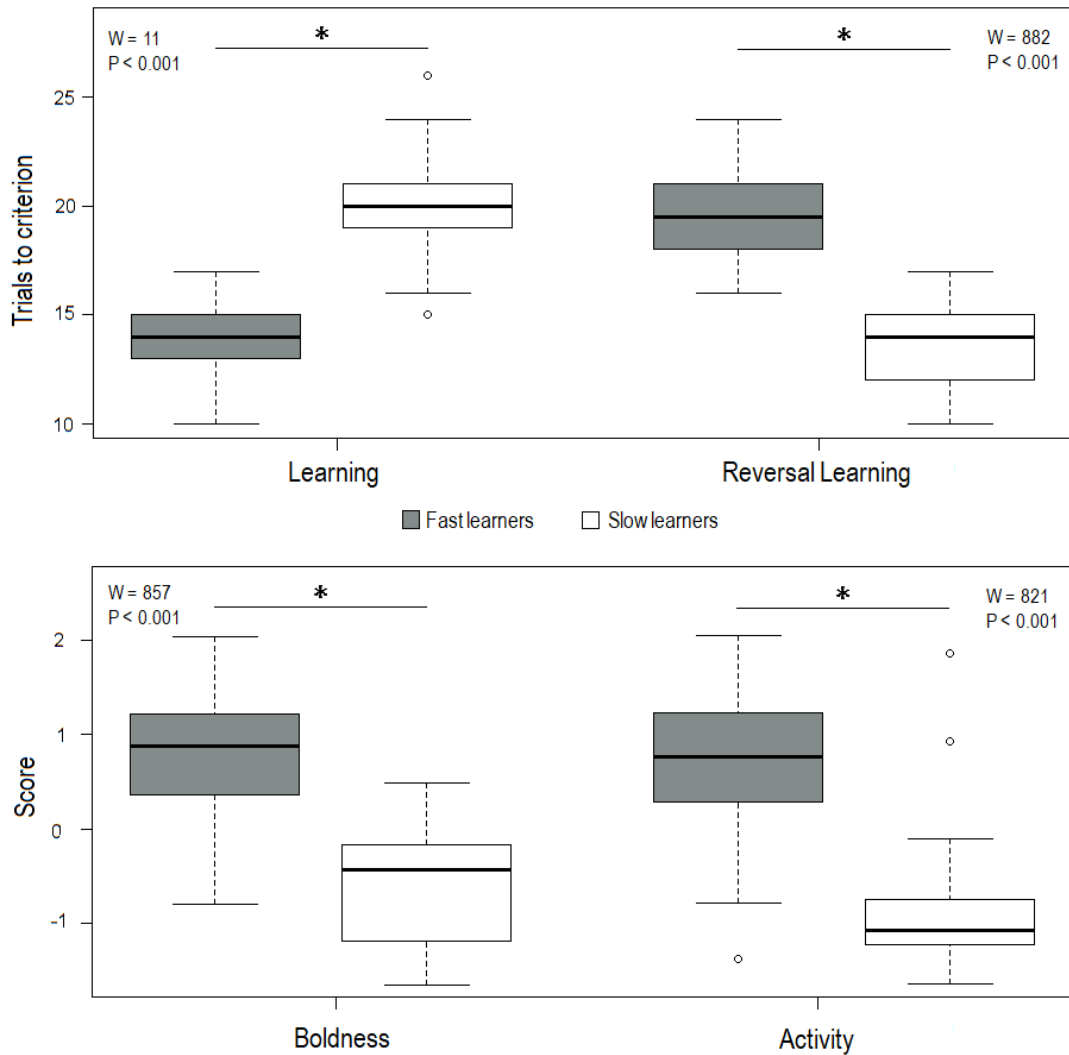 W = 11
P < 0.001
*
*
W = 882
P < 0.001
Trials to criterion
25
20
15
10
Learning
Reversal Learning
Fast learners
Slow learners
W = 857
P < 0.001
*
*
W = 821
P < 0.001
Score
2
1
0
-1
Boldness
Activity